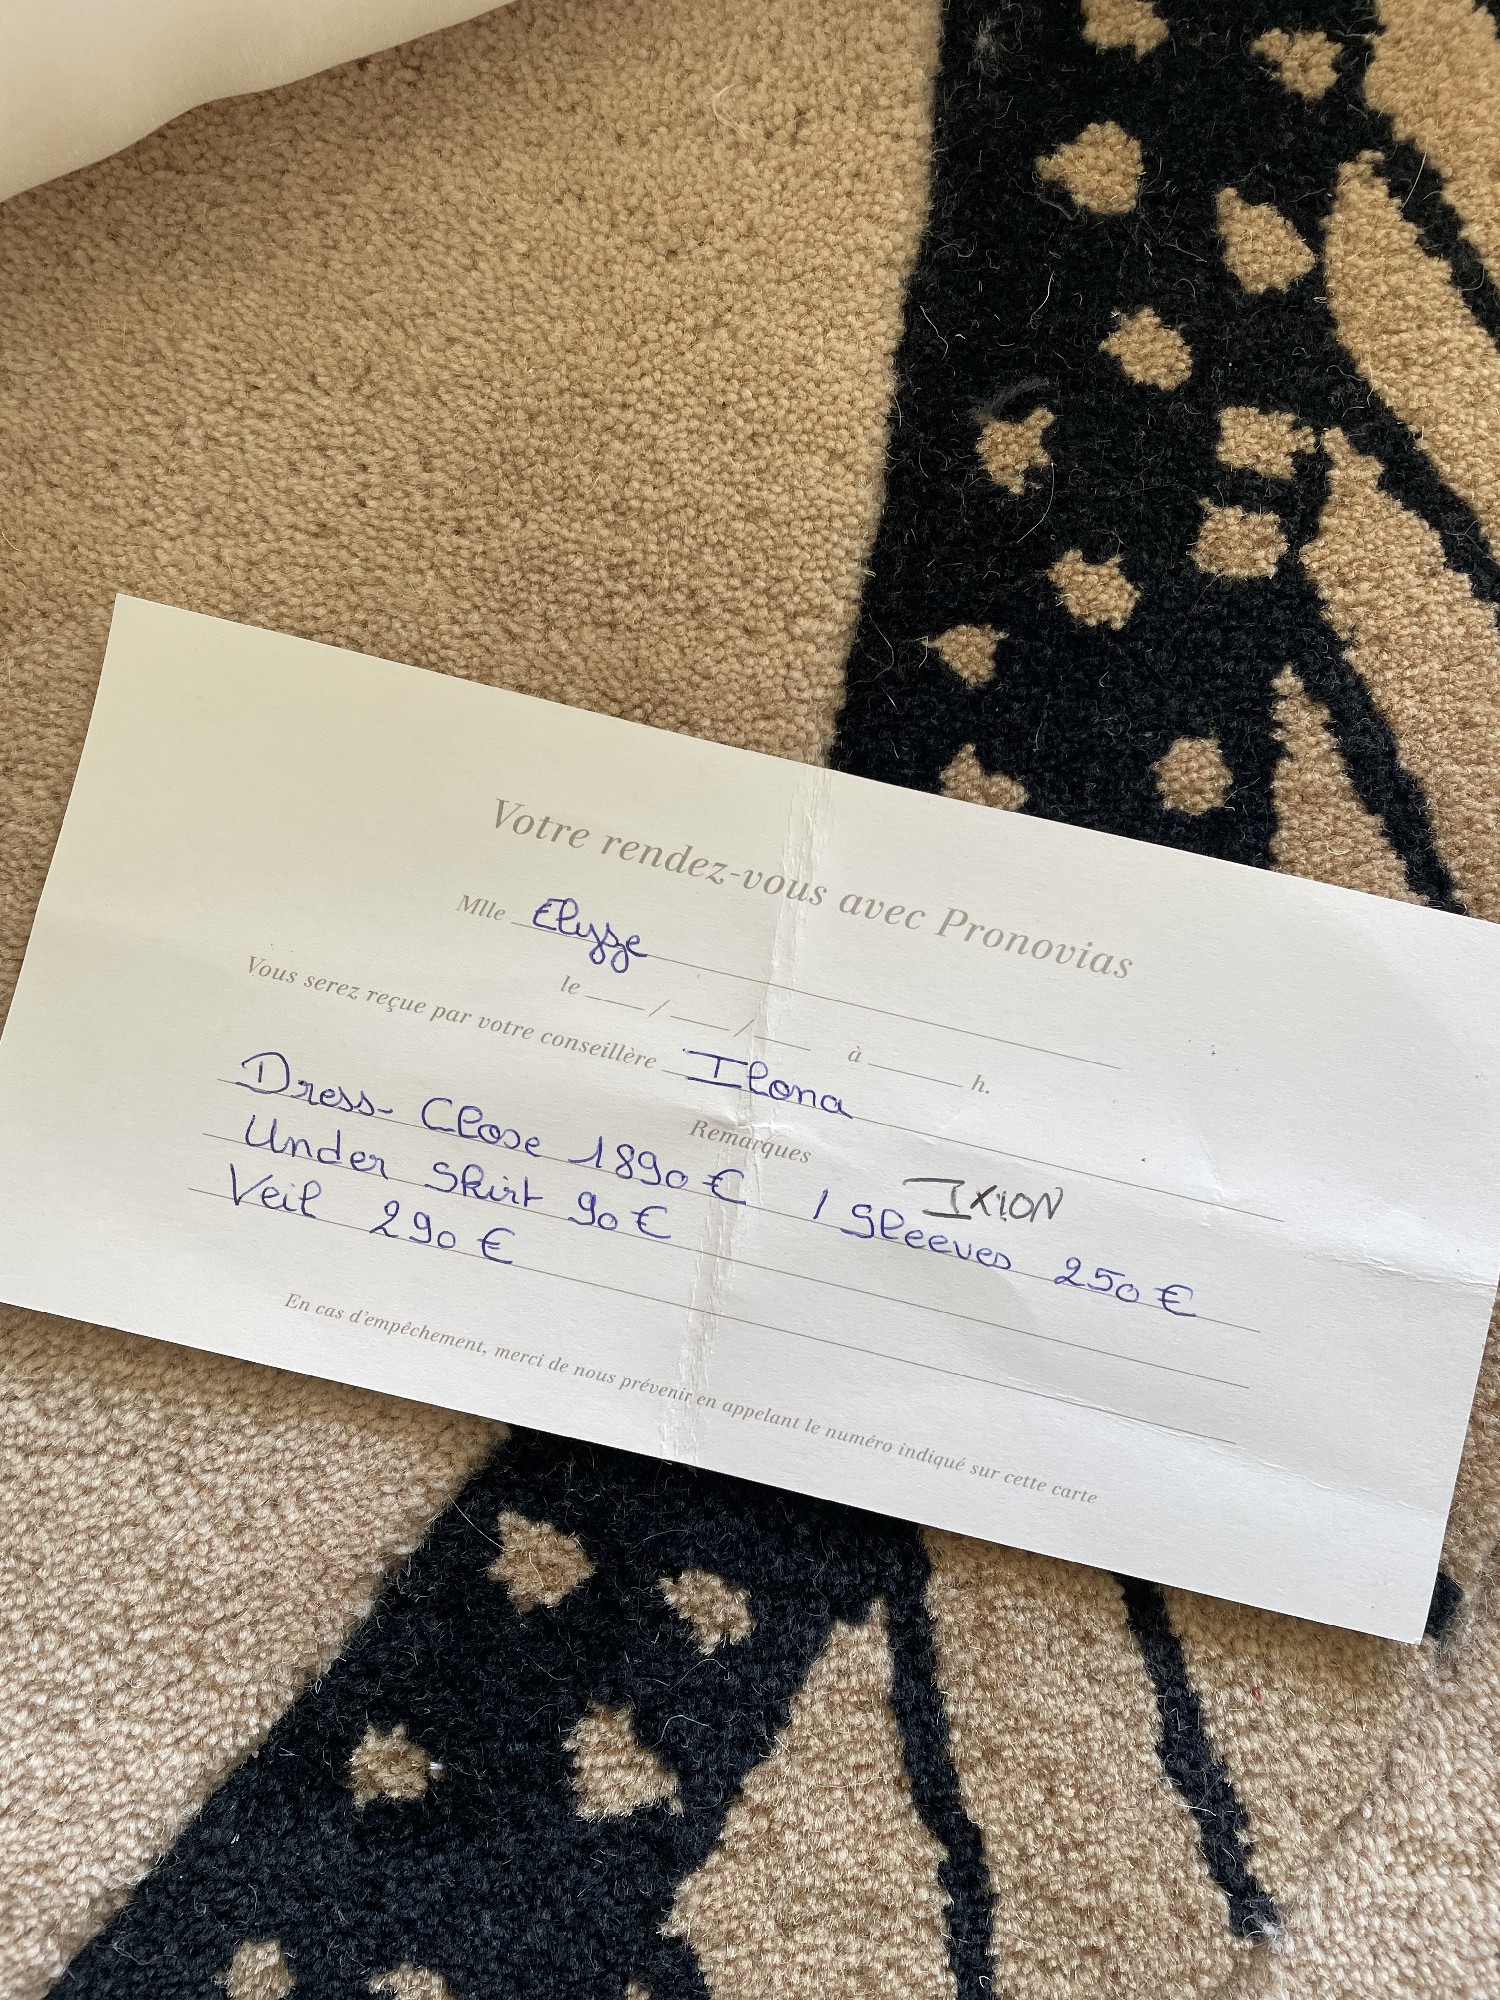 Votre rendez-vous avec Pronovias
Mlle Elyze
le ___/___/___ à ______ h.
Vous serez reçue par votre conseillère Ilona
Remarques
IXION
Dress Close 1890 € / Sleeves 250 €
Under Skirt 90 €
Veil 290 €
En cas d'empêchement, merci de nous prévenir en appelant le numéro indiqué sur cette carte